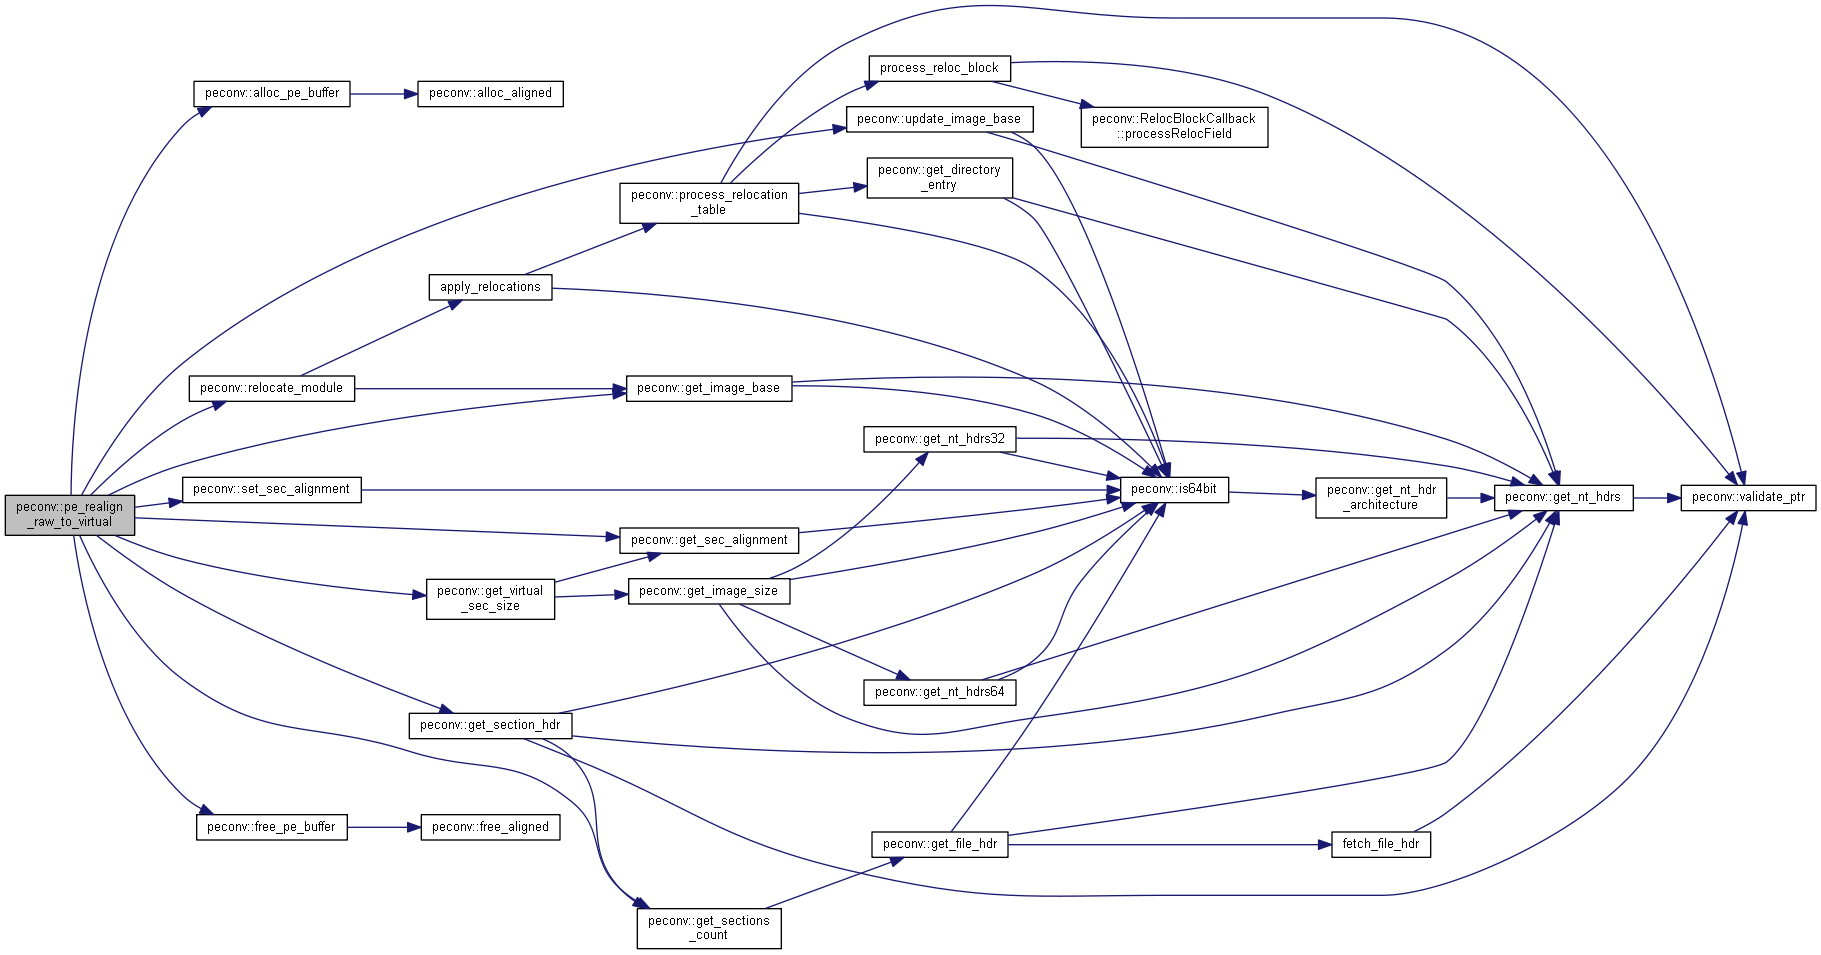 peconv::pe_realign
_raw_to_virtual
peconv::alloc_pe_buffer
peconv::alloc_aligned
peconv::relocate_module
apply_relocations
peconv::process_relocation
_table
process_reloc_block
peconv::RelocBlockCallback
::processRelocField
peconv::update_image_base
peconv::get_directory
_entry
peconv::get_image_base
peconv::set_sec_alignment
peconv::get_sec_alignment
peconv::get_virtual
_sec_size
peconv::get_image_size
peconv::get_nt_hdrs32
peconv::get_nt_hdrs64
peconv::is64bit
peconv::get_nt_hdr
_architecture
peconv::get_nt_hdrs
peconv::validate_ptr
peconv::get_section_hdr
peconv::free_pe_buffer
peconv::free_aligned
peconv::get_sections
_count
peconv::get_file_hdr
fetch_file_hdr